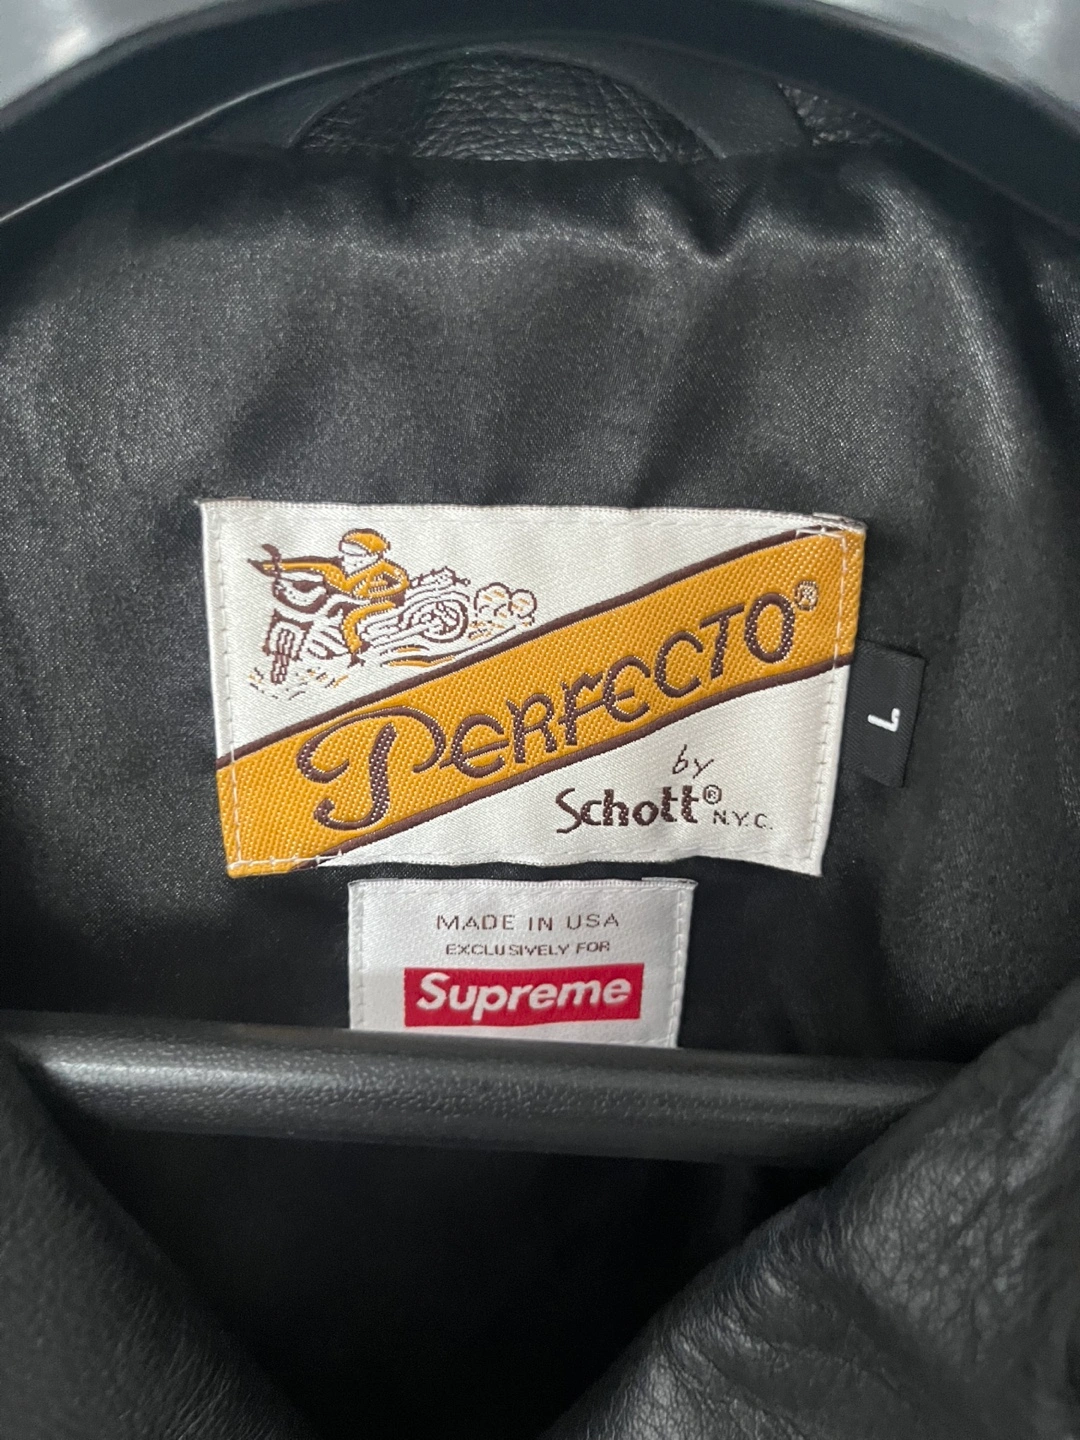 PERFECTO®
by
Schott® N.Y.C.
L
MADE IN USA
EXCLUSIVELY FOR
Supreme